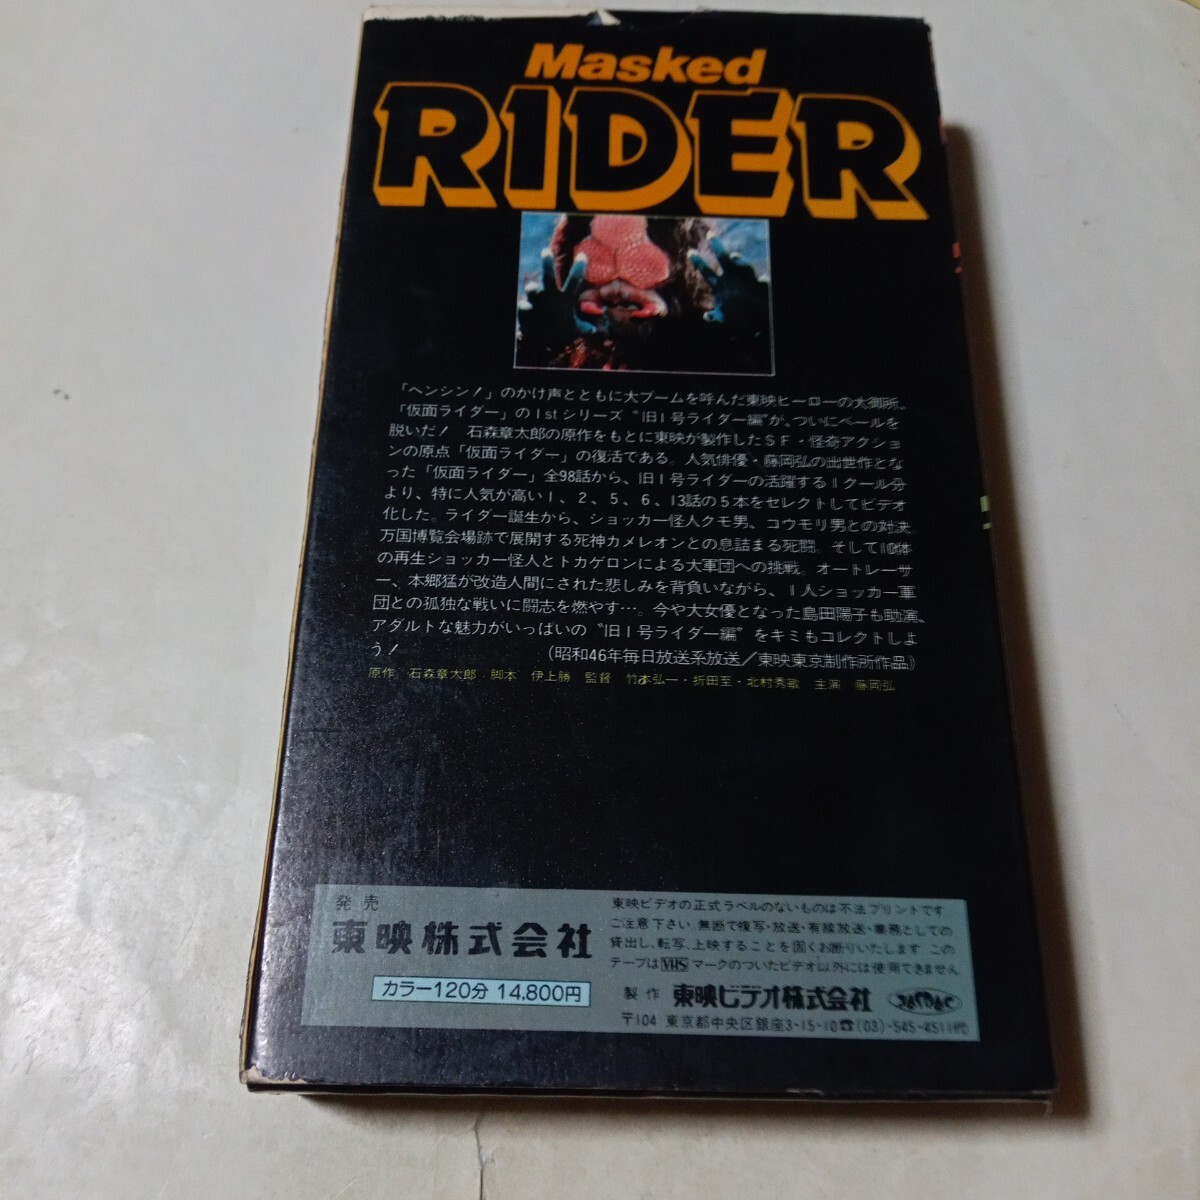 Masked
RIDER
「ヘンシン!」のかけ声とともに大ブームを呼んだ東映ヒーローの大御所、
「仮面ライダー」の1stシリーズ“旧1号ライダー編”が、ついにベールを
脱いだ! 石森章太郎の原作をもとに東映が製作したSF・怪奇アクショ
ンの原点「仮面ライダー」の復活である。人気俳優・藤岡弘の出世作とな
った「仮面ライダー」全98話から、旧1号ライダーの活躍する1クール分
より、特に人気が高い1、2、5、6、13話の5本をセレクトしてビデオ
化した。ライダー誕生から、ショッカー怪人クモ男、コウモリ男との対決、
万国博覧会場跡で展開する死神カメレオンとの息詰まる死闘。そして10体
の再生ショッカー怪人とトカゲロンによる大軍団への挑戦。オートレーサ
ー、本郷猛が改造人間にされた悲しみを背負いながら、1人ショッカー軍
団との孤独な戦いに闘志を燃やす…。今や大女優となった島田陽子も助演、
アダルトな魅力がいっぱいの“旧1号ライダー編”をキミもコレクトしよ
う! (昭和46年毎日放送系放送/東映東京制作所作品)
原作 石森章太郎 脚本 伊上勝 監督 竹本弘一・折田至・北村秀敏 主演 藤岡弘
発売
東映株式会社
カラー120分 14,800円
東映ビデオの正式ラベルのないものは不法プリントです
ご注意下さい。無断で複写・放送・有線放送・業務としての
貸出し、転写、上映することを固くお断りいたします このテ
ープはVHSマークのついたビデオ以外には使用できません
製作 東映ビデオ株式会社
〒104 東京都中央区銀座3-15-10☎(03)-545-4511代